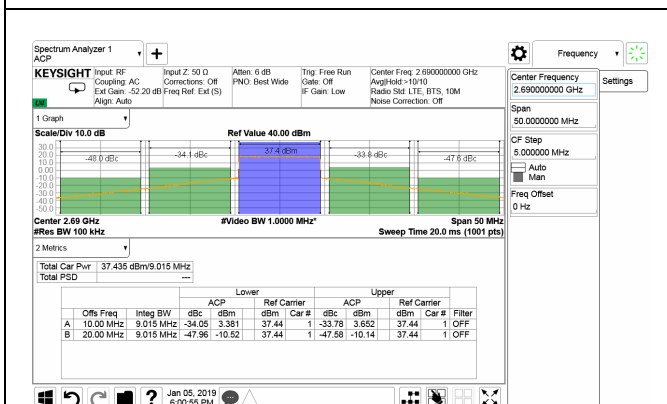 Spectrum Analyzer 1
ACP
Frequency
KEYSIGHT
Input: RF
Coupling: AC
Ext Gain: -52.20 dB
Align: Auto
Input Z: 50 Ω
Corrections: Off
Freq Ref: Ext (S)
Atten: 6 dB
PNO: Best Wide
Trig: Free Run
Gate: Off
IF Gain: Low
Center Freq: 2.690000000 GHz
Avg|Hold:>10/10
Radio Std: LTE, BTS, 10M
Noise Correction: Off
LXI
Center Frequency
2.690000000 GHz
Settings
Span
50.0000000 MHz
CF Step
5.000000 MHz
Auto
Man
Freq Offset
0 Hz
1 Graph
Scale/Div 10.0 dB
Ref Value 40.00 dBm
30.0
20.0
10.0
0.00
-10.0
-20.0
-30.0
-40.0
-50.0
-48.0 dBc
-34.1 dBc
37.4 dBm
-33.8 dBc
-47.6 dBc
Center 2.69 GHz
#Video BW 1.0000 MHz*
Span 50 MHz
#Res BW 100 kHz
Sweep Time 20.0 ms (1001 pts)
2 Metrics
Total Car Pwr 37.435 dBm/9.015 MHz
Total PSD ---
Lower Upper
ACP Ref Carrier ACP Ref Carrier
Offs Freq Integ BW dBc dBm dBm Car # dBc dBm dBm Car # Filter
A 10.00 MHz 9.015 MHz -34.05 3.381 37.44 1 -33.78 3.652 37.44 1 OFF
B 20.00 MHz 9.015 MHz -47.96 -10.52 37.44 1 -47.58 -10.14 37.44 1 OFF
?
Jan 05, 2019
6:00:55 PM